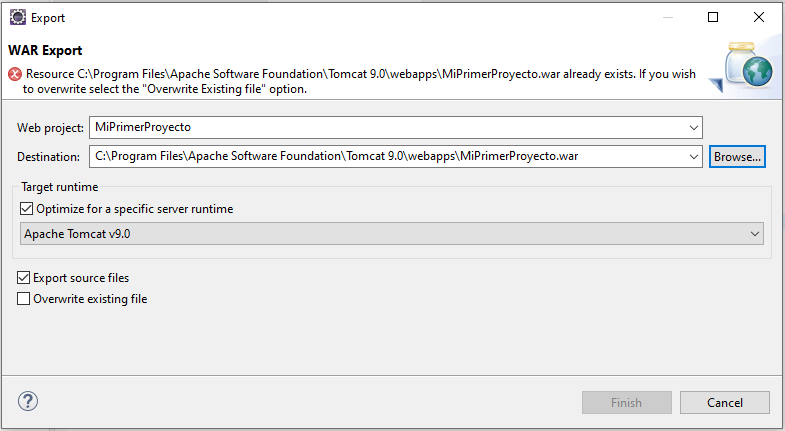 Export
WAR Export
Resource C:\Program Files\Apache Software Foundation\Tomcat 9.0\webapps\MiPrimerProyecto.war already exists. If you wish
to overwrite select the "Overwrite Existing file" option.
Web project: MiPrimerProyecto
Destination: C:\Program Files\Apache Software Foundation\Tomcat 9.0\webapps\MiPrimerProyecto.war Browse...
Target runtime
Optimize for a specific server runtime
Apache Tomcat v9.0
Export source files
Overwrite existing file
? Finish Cancel